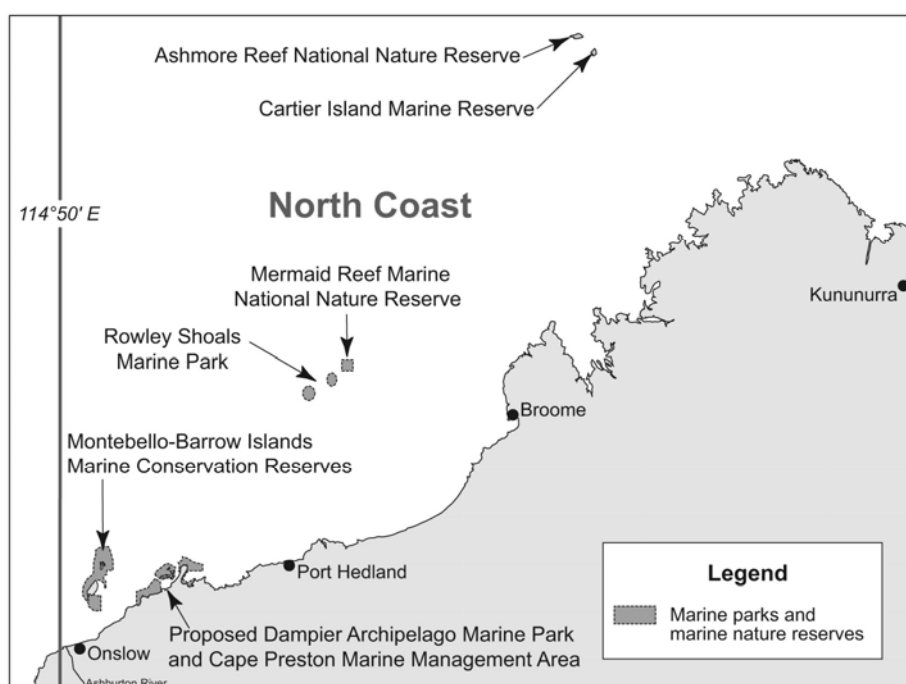 Ashmore Reef National Nature Reserve
Cartier Island Marine Reserve
114°50' E
North Coast
Mermaid Reef Marine
National Nature Reserve
Kununurra
Rowley Shoals
Marine Park
Broome
Montebello-Barrow Islands
Marine Conservation Reserves
Port Hedland
Legend
Marine parks and
marine nature reserves
Proposed Dampier Archipelago Marine Park
and Cape Preston Marine Management Area
Onslow
Ashburton River